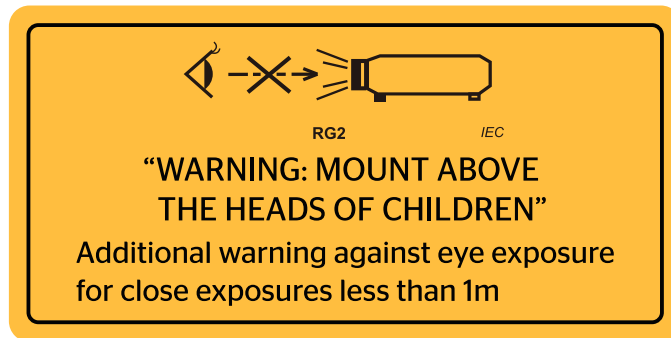 RG2 IEC
“WARNING: MOUNT ABOVE
THE HEADS OF CHILDREN”
Additional warning against eye exposure
for close exposures less than 1m